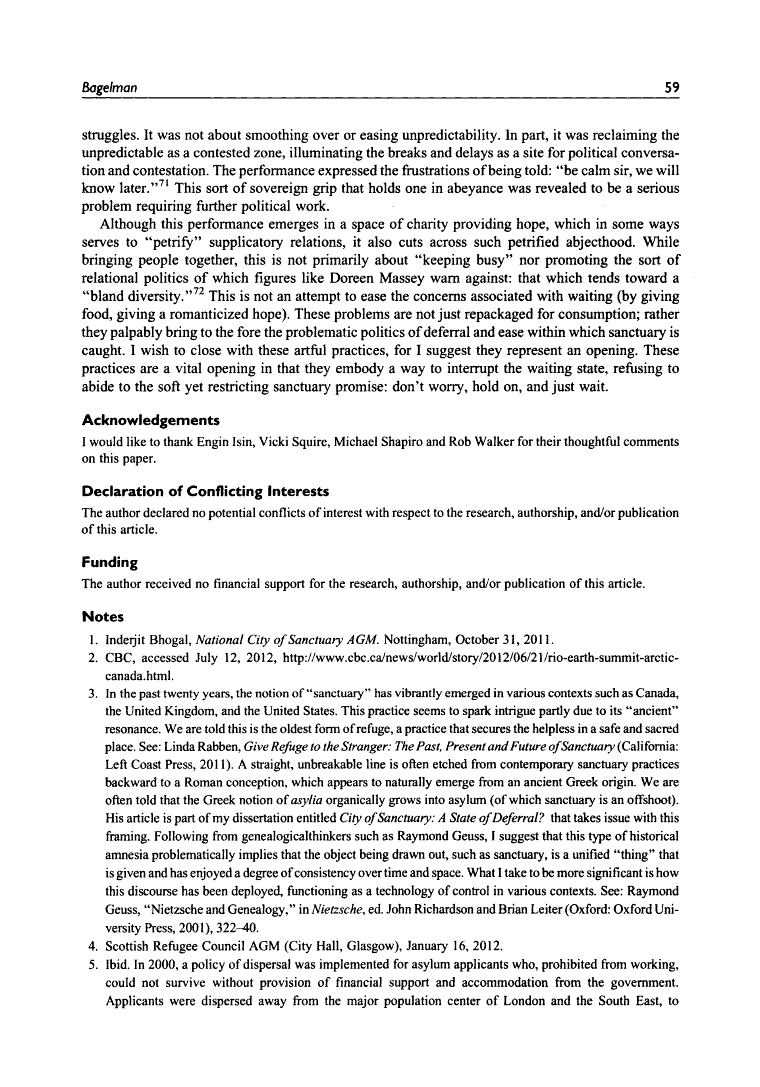 Bagelman 59
struggles. It was not about smoothing over or easing unpredictability. In part, it was reclaiming the
unpredictable as a contested zone, illuminating the breaks and delays as a site for political conversa-
tion and contestation. The performance expressed the frustrations of being told: “be calm sir, we will
know later.”71 This sort of sovereign grip that holds one in abeyance was revealed to be a serious
problem requiring further political work.
Although this performance emerges in a space of charity providing hope, which in some ways
serves to “petrify” supplicatory relations, it also cuts across such petrified abjecthood. While
bringing people together, this is not primarily about “keeping busy” nor promoting the sort of
relational politics of which figures like Doreen Massey warn against: that which tends toward a
“bland diversity.”72 This is not an attempt to ease the concerns associated with waiting (by giving
food, giving a romanticized hope). These problems are not just repackaged for consumption; rather
they palpably bring to the fore the problematic politics of deferral and ease within which sanctuary is
caught. I wish to close with these artful practices, for I suggest they represent an opening. These
practices are a vital opening in that they embody a way to interrupt the waiting state, refusing to
abide to the soft yet restricting sanctuary promise: don’t worry, hold on, and just wait.
Acknowledgements
I would like to thank Engin Isin, Vicki Squire, Michael Shapiro and Rob Walker for their thoughtful comments
on this paper.
Declaration of Conflicting Interests
The author declared no potential conflicts of interest with respect to the research, authorship, and/or publication
of this article.
Funding
The author received no financial support for the research, authorship, and/or publication of this article.
Notes
1. Inderjit Bhogal, National City of Sanctuary AGM. Nottingham, October 31, 2011.
2. CBC, accessed July 12, 2012, http://www.cbc.ca/news/world/story/2012/06/21/rio-earth-summit-arctic-
canada.html.
3. In the past twenty years, the notion of “sanctuary” has vibrantly emerged in various contexts such as Canada,
the United Kingdom, and the United States. This practice seems to spark intrigue partly due to its “ancient”
resonance. We are told this is the oldest form of refuge, a practice that secures the helpless in a safe and sacred
place. See: Linda Rabben, Give Refuge to the Stranger: The Past, Present and Future of Sanctuary (California:
Left Coast Press, 2011). A straight, unbreakable line is often etched from contemporary sanctuary practices
backward to a Roman conception, which appears to naturally emerge from an ancient Greek origin. We are
often told that the Greek notion of asylia organically grows into asylum (of which sanctuary is an offshoot).
His article is part of my dissertation entitled City of Sanctuary: A State of Deferral? that takes issue with this
framing. Following from genealogicalthinkers such as Raymond Geuss, I suggest that this type of historical
amnesia problematically implies that the object being drawn out, such as sanctuary, is a unified “thing” that
is given and has enjoyed a degree of consistency over time and space. What I take to be more significant is how
this discourse has been deployed, functioning as a technology of control in various contexts. See: Raymond
Geuss, “Nietzsche and Genealogy,” in Nietzsche, ed. John Richardson and Brian Leiter (Oxford: Oxford Uni-
versity Press, 2001), 322–40.
4. Scottish Refugee Council AGM (City Hall, Glasgow), January 16, 2012.
5. Ibid. In 2000, a policy of dispersal was implemented for asylum applicants who, prohibited from working,
could not survive without provision of financial support and accommodation from the government.
Applicants were dispersed away from the major population center of London and the South East, to